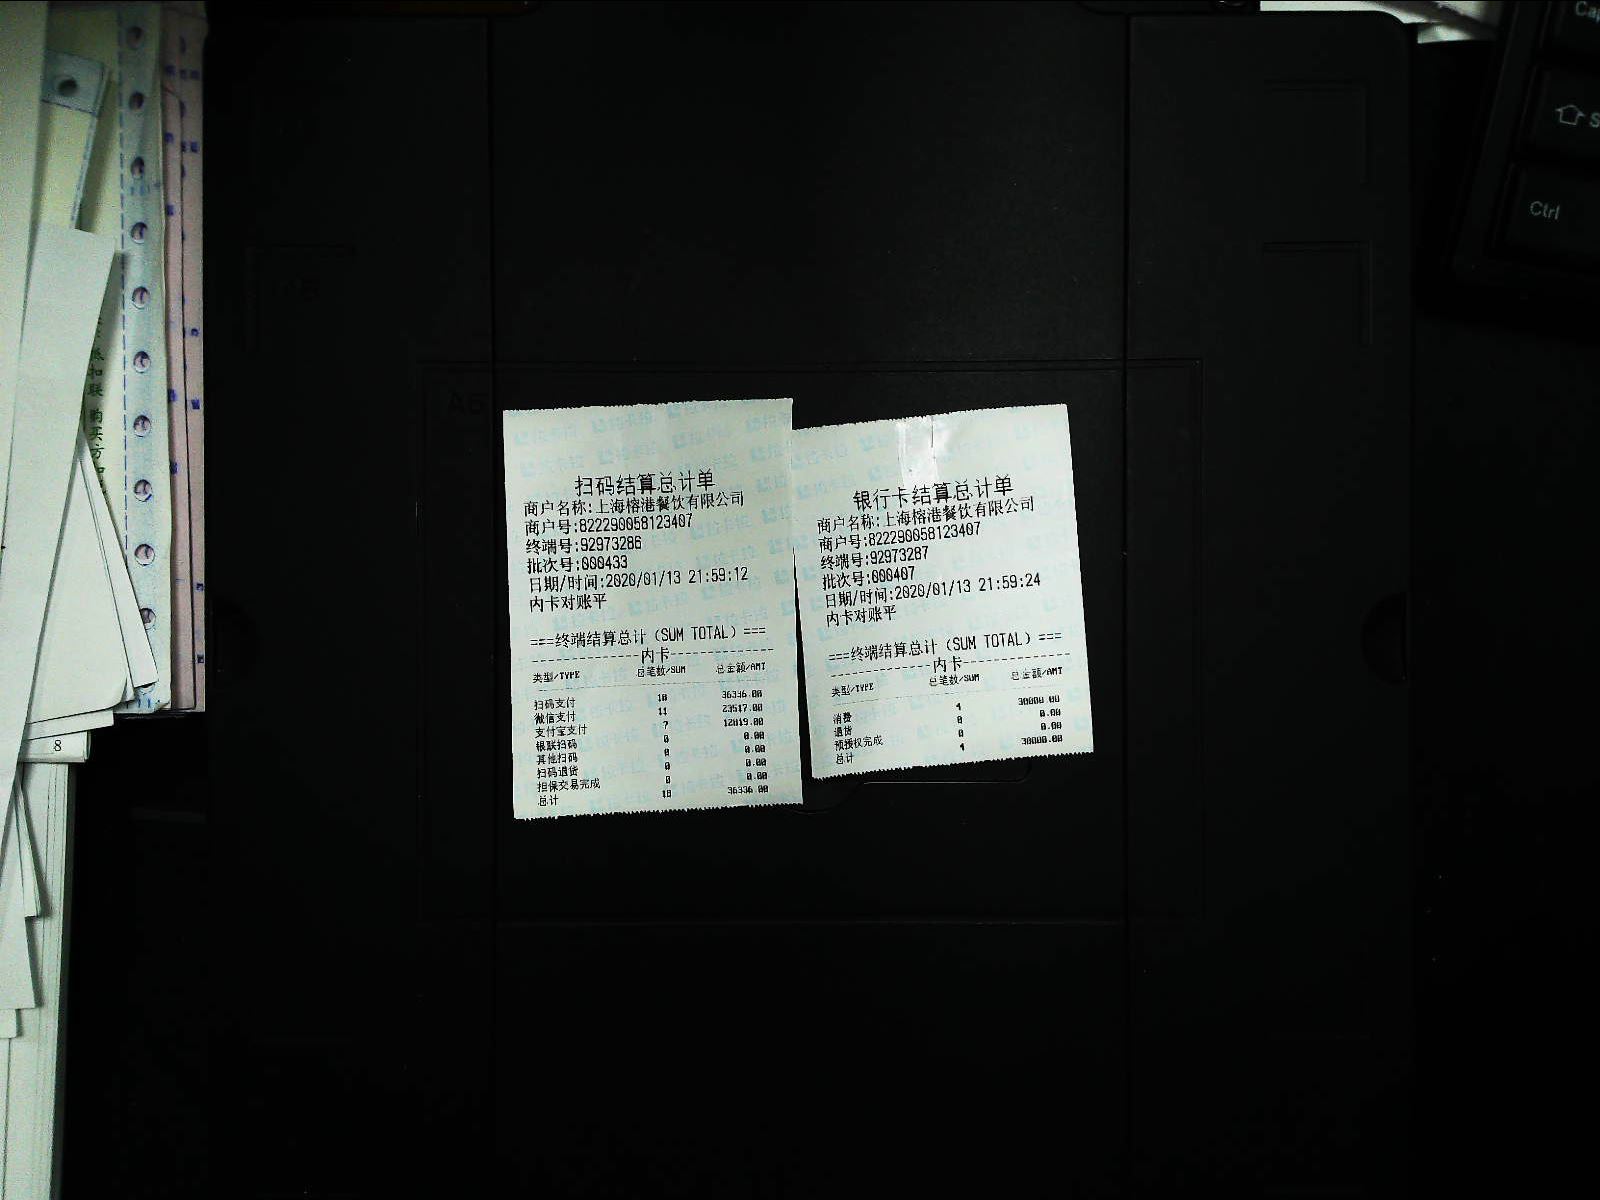 扫码结算总计单
商户名称:上海榕港餐饮有限公司
商户号:822290058123407
终端号:92973286
批次号:000433
日期/时间:2020/01/13 21:59:12
内卡对账平
===终端结算总计（SUM TOTAL）===
内卡
类型/TYPE 总笔数/SUM 总金额/AMT
扫码支付 18 36336.00
微信支付 11 23517.00
支付宝支付 7 12819.00
银联扫码 0 0.00
其他扫码 0 0.00
扫码退货 0 0.00
担保交易完成 0 0.00
总计 18 36336.00
银行卡结算总计单
商户名称:上海榕港餐饮有限公司
商户号:822290058123407
终端号:92973287
批次号:000407
日期/时间:2020/01/13 21:59:24
内卡对账平
===终端结算总计（SUM TOTAL）===
内卡
类型/TYPE 总笔数/SUM 总金额/AMT
消费 4 30000.00
退货 0 0.00
预授权完成 0 0.00
总计 4 30000.00
A5
8
Ctrl
联 购买方